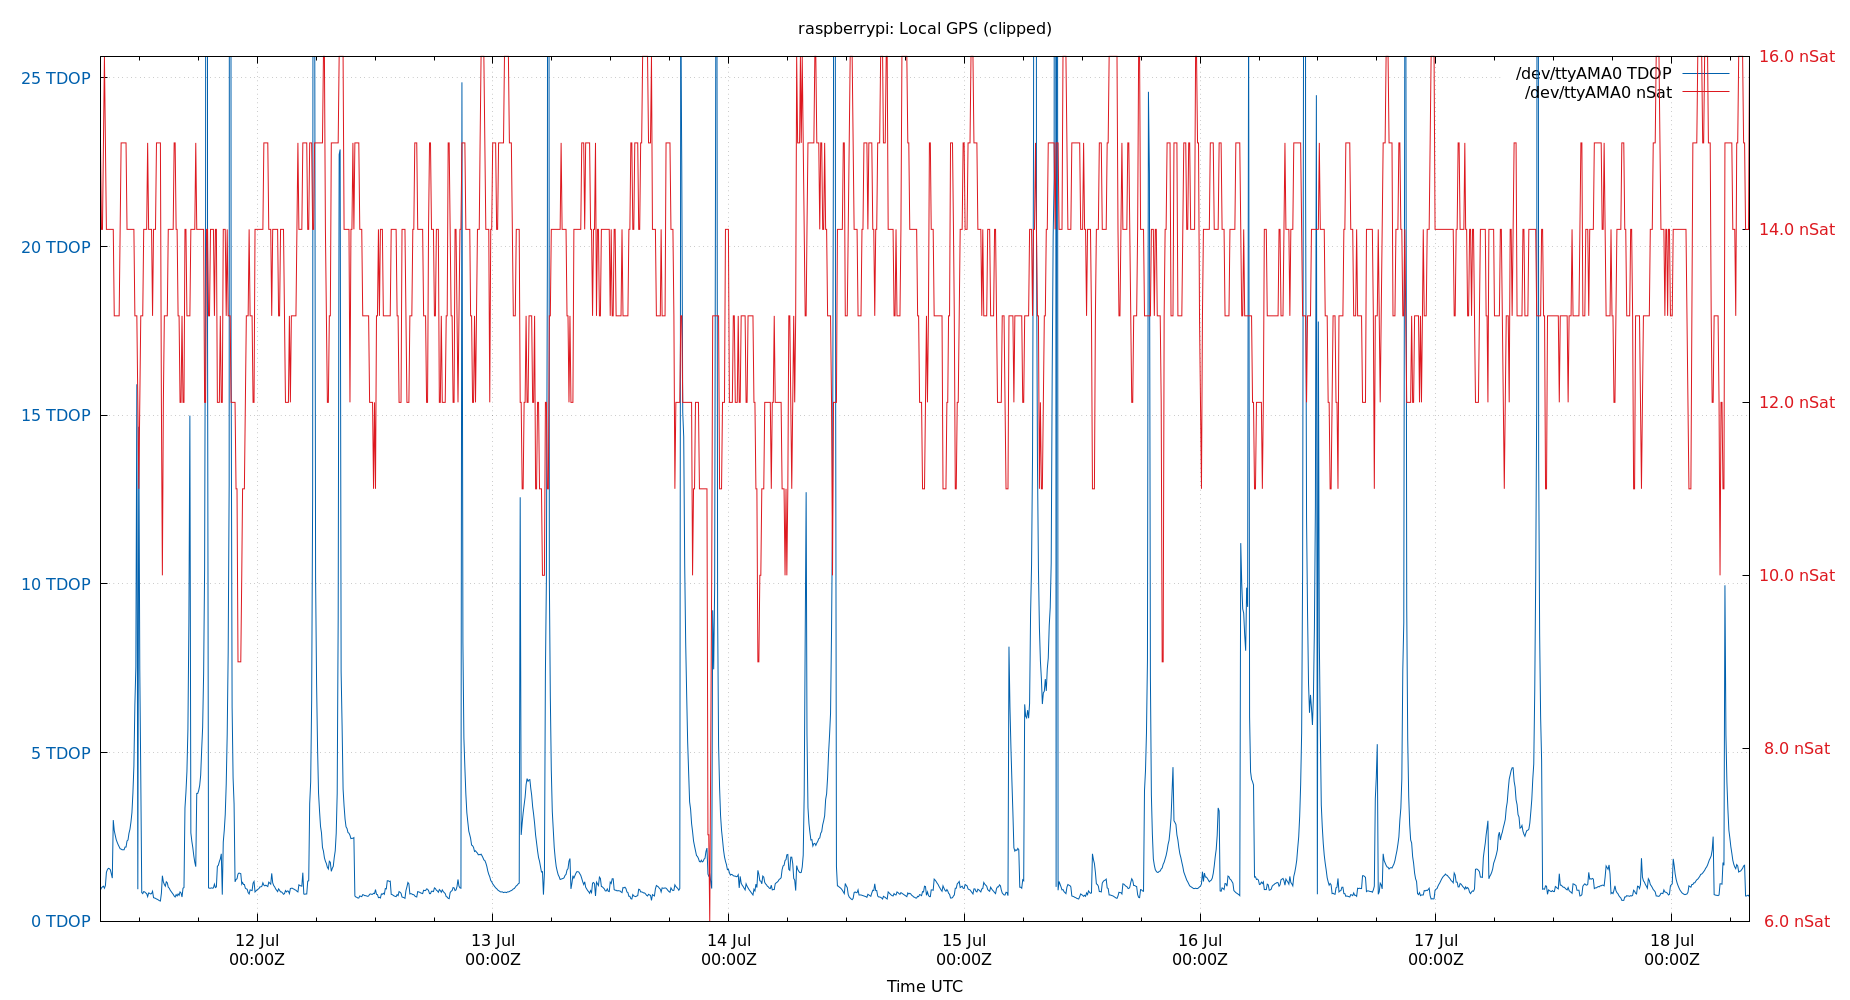 raspberrypi: Local GPS (clipped)
25 TDOP
20 TDOP
15 TDOP
10 TDOP
5 TDOP
0 TDOP
16.0 nSat
14.0 nSat
12.0 nSat
10.0 nSat
8.0 nSat
6.0 nSat
/dev/ttyAMA0 TDOP
/dev/ttyAMA0 nSat
12 Jul
00:00Z
13 Jul
00:00Z
14 Jul
00:00Z
15 Jul
00:00Z
16 Jul
00:00Z
17 Jul
00:00Z
18 Jul
00:00Z
Time UTC